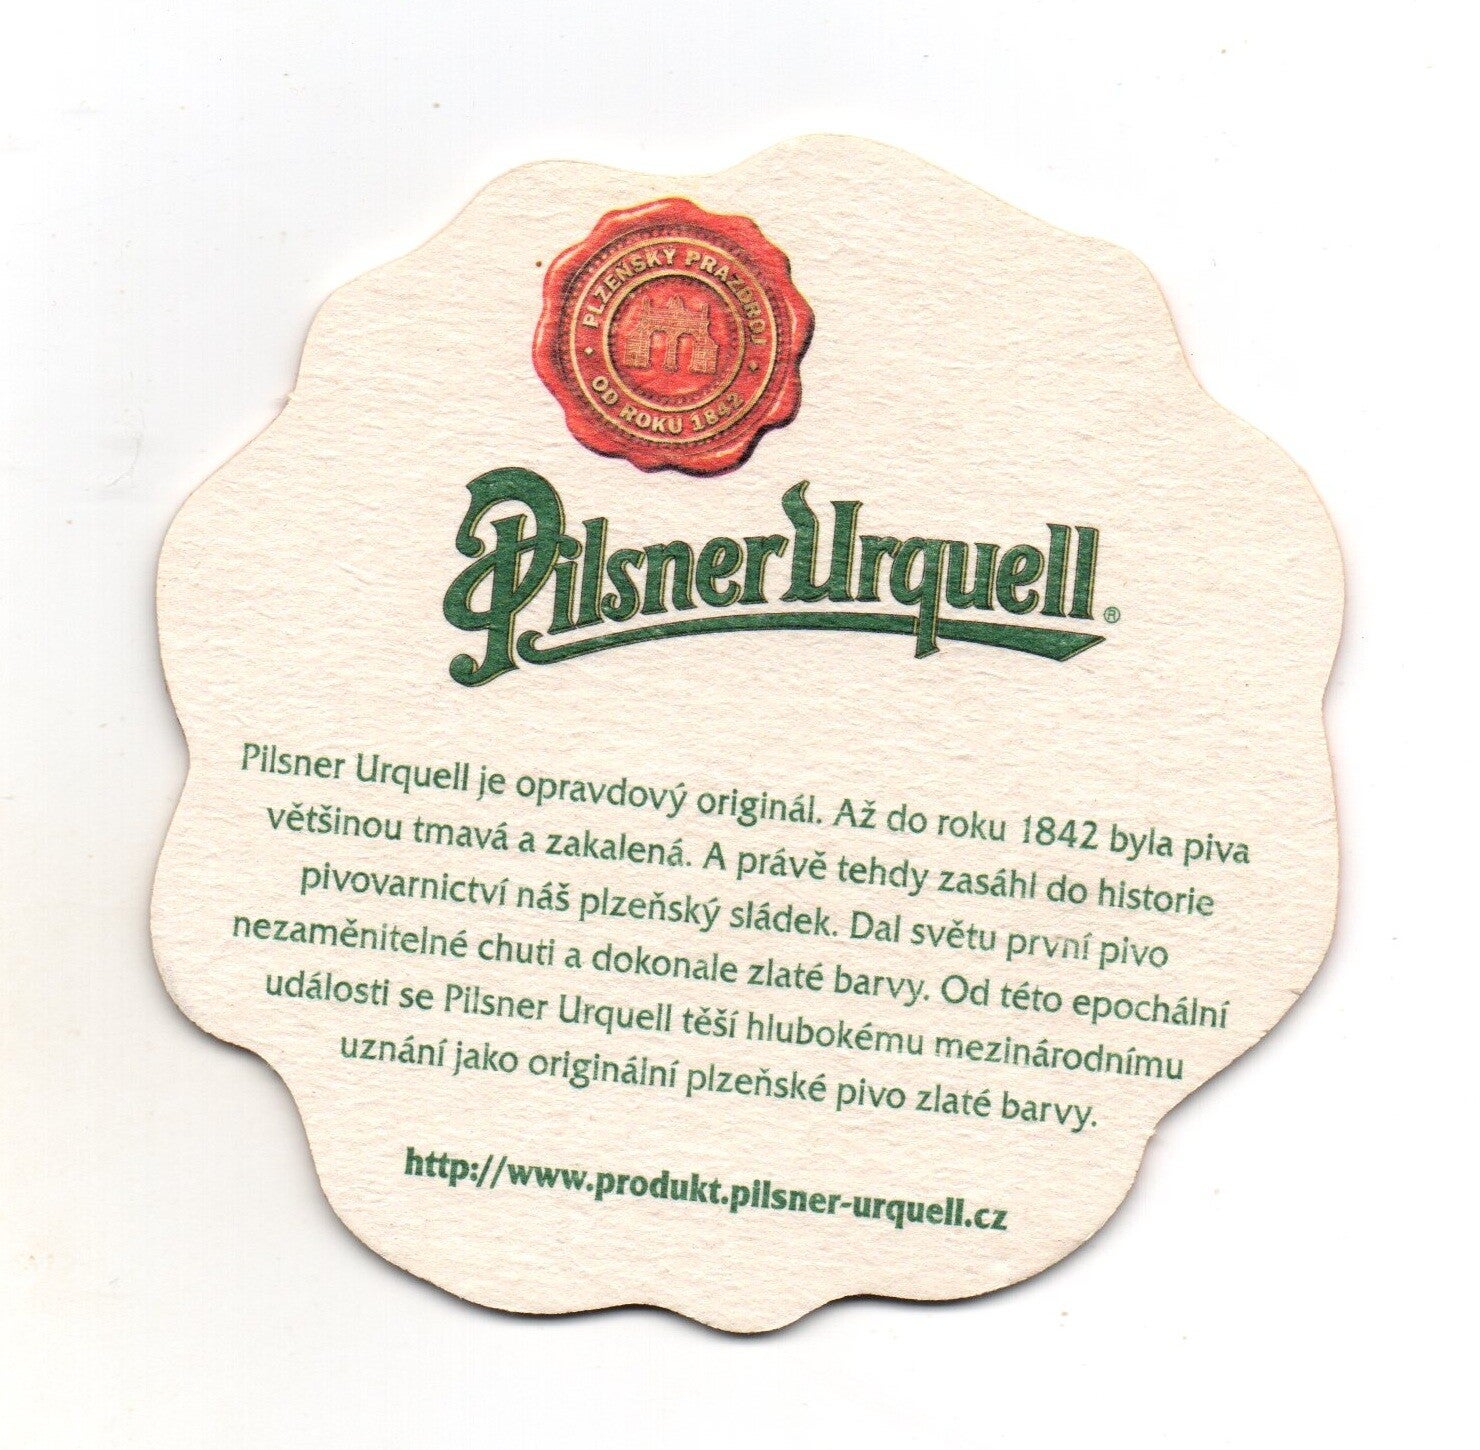 PLZEŇSKÝ PRAZDROJ
OD ROKU 1842
Pilsner Urquell®
Pilsner Urquell je opravdový originál. Až do roku 1842 byla piva
většinou tmavá a zakalená. A právě tehdy zasáhl do historie
pivovarnictví náš plzeňský sládek. Dal světu první pivo
nezaměnitelné chuti a dokonale zlaté barvy. Od této epochální
události se Pilsner Urquell těší hlubokému mezinárodnímu
uznání jako originální plzeňské pivo zlaté barvy.
http://www.produkt.pilsner-urquell.cz